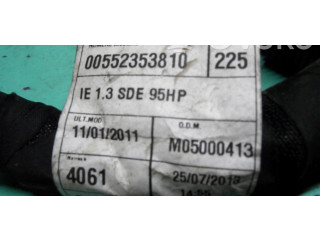 00552353810 225
IE 1.3 SDE 95HP
ULT.MOD O.D.M
11/01/2011 M05000413
4061 25/07/2013